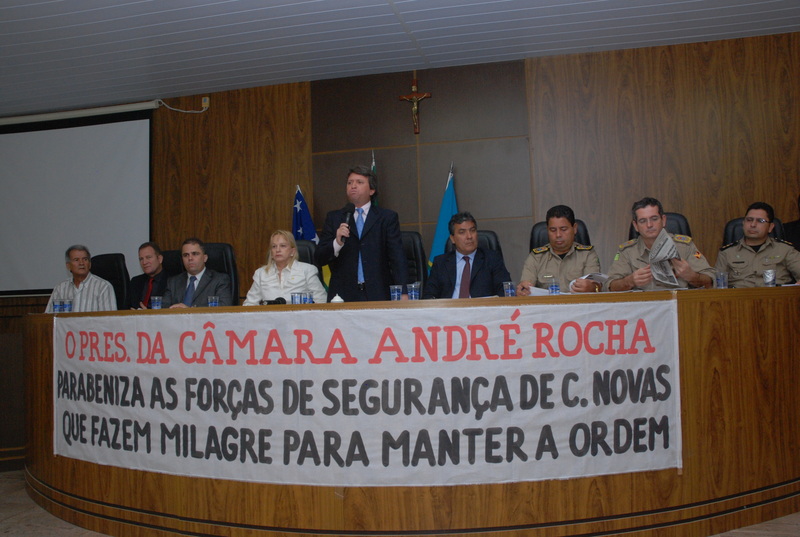 O PRES. DA CÂMARA ANDRÉ ROCHA
PARABENIZA AS FORÇAS DE SEGURANÇA DE C. NOVAS
QUE FAZEM MILAGRE PARA MANTER A ORDEM